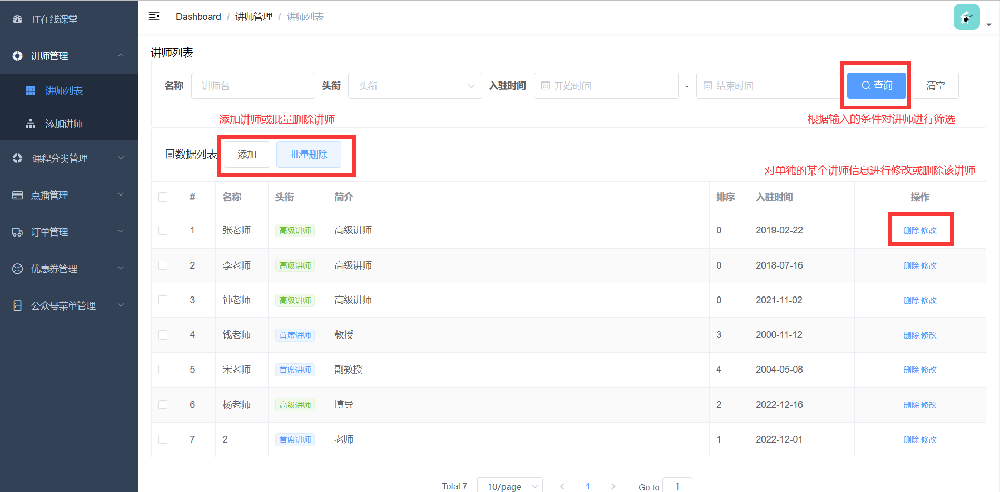 IT在线课堂
讲师管理
讲师列表
添加讲师
课程分类管理
点播管理
订单管理
优惠券管理
公众号菜单管理
Dashboard / 讲师管理 / 讲师列表
讲师列表
名称 讲师名 头衔 头衔 入驻时间 开始时间 - 结束时间 查询 清空
添加讲师或批量删除讲师 根据输入的条件对讲师进行筛选
数据列表 添加 批量删除
对单独的某个讲师信息进行修改或删除该讲师
# 名称 头衔 简介 排序 入驻时间 操作
1 张老师 高级讲师 高级讲师 0 2019-02-22 删除 修改
2 李老师 高级讲师 高级讲师 0 2018-07-16 删除 修改
3 钟老师 高级讲师 高级讲师 0 2021-11-02 删除 修改
4 钱老师 首席讲师 教授 3 2000-11-12 删除 修改
5 宋老师 首席讲师 副教授 4 2004-05-08 删除 修改
6 杨老师 高级讲师 博导 2 2022-12-16 删除 修改
7 2 首席讲师 老师 1 2022-12-01 删除 修改
Total 7 10/page 1 Go to 1